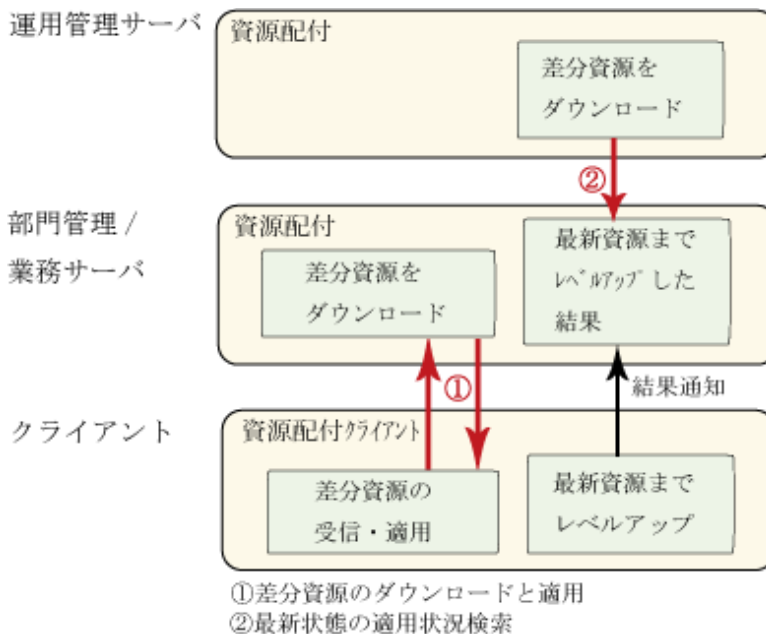 運用管理サーバ
資源配付
差分資源を
ダウンロード
②
部門管理 /
業務サーバ
資源配付
差分資源を
ダウンロード
最新資源まで
ﾚﾍﾞﾙｱｯﾌﾟした
結果
①
結果通知
クライアント
資源配付ｸﾗｲｱﾝﾄ
差分資源の
受信・適用
最新資源まで
レベルアップ
①差分資源のダウンロードと適用
②最新状態の適用状況検索